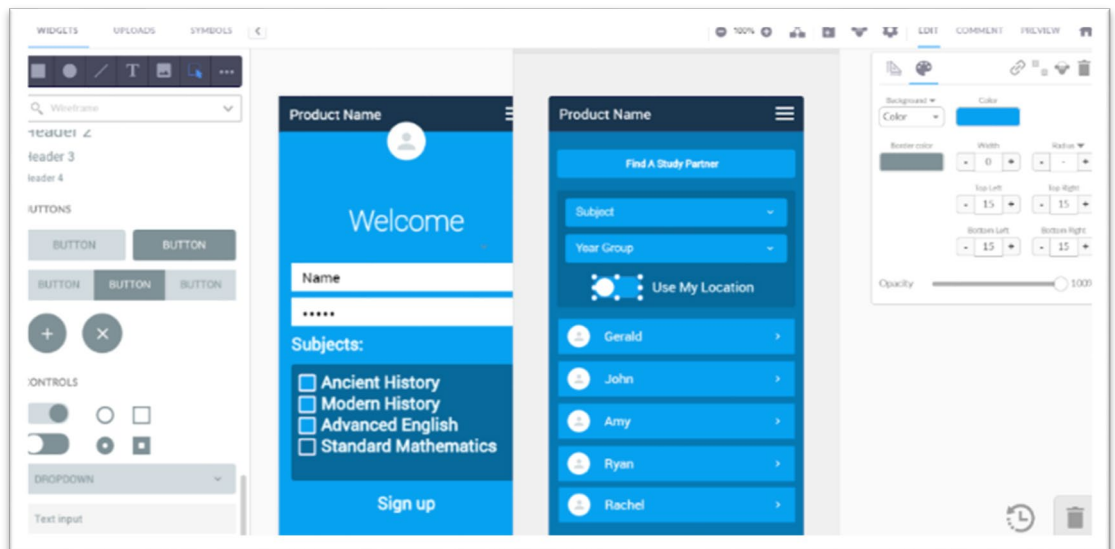 WIDGETS UPLOADS SYMBOLS
100% EDIT COMMENT PREVIEW
T
Wireframe
Header 2
Header 3
Header 4
BUTTONS
BUTTON BUTTON
BUTTON BUTTON BUTTON
CONTROLS
DROPDOWN
Text input
Product Name
Welcome
Name
•••••
Subjects:
Ancient History
Modern History
Advanced English
Standard Mathematics
Sign up
Product Name
Find A Study Partner
Subject
Year Group
Use My Location
Gerald
John
Amy
Ryan
Rachel
Background Color
Color
Border color Width Radius
- 0 + - - +
Top Left Top Right
- 15 + - 15 +
Bottom Left Bottom Right
- 15 + - 15 +
Opacity 100%